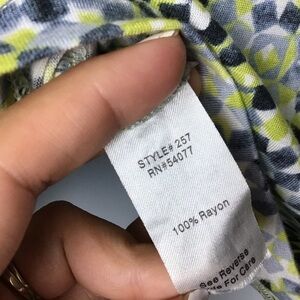 STYLE# 257
RN#54077
100% Rayon
See Reverse
For Care